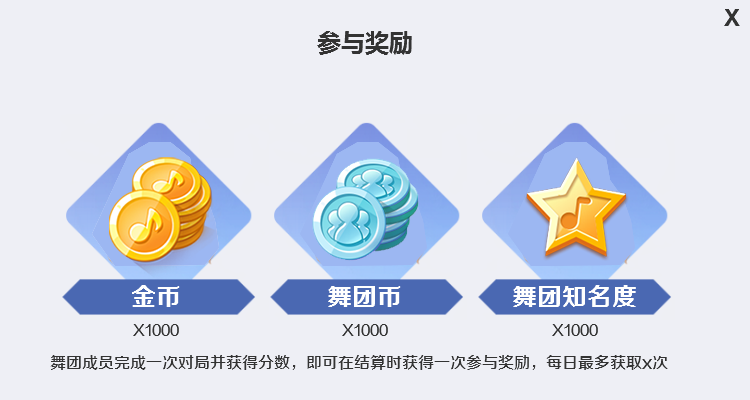 X
参与奖励
金币
舞团币
舞团知名度
X1000
X1000
X1000
舞团成员完成一次对局并获得分数，即可在结算时获得一次参与奖励，每日最多获取x次